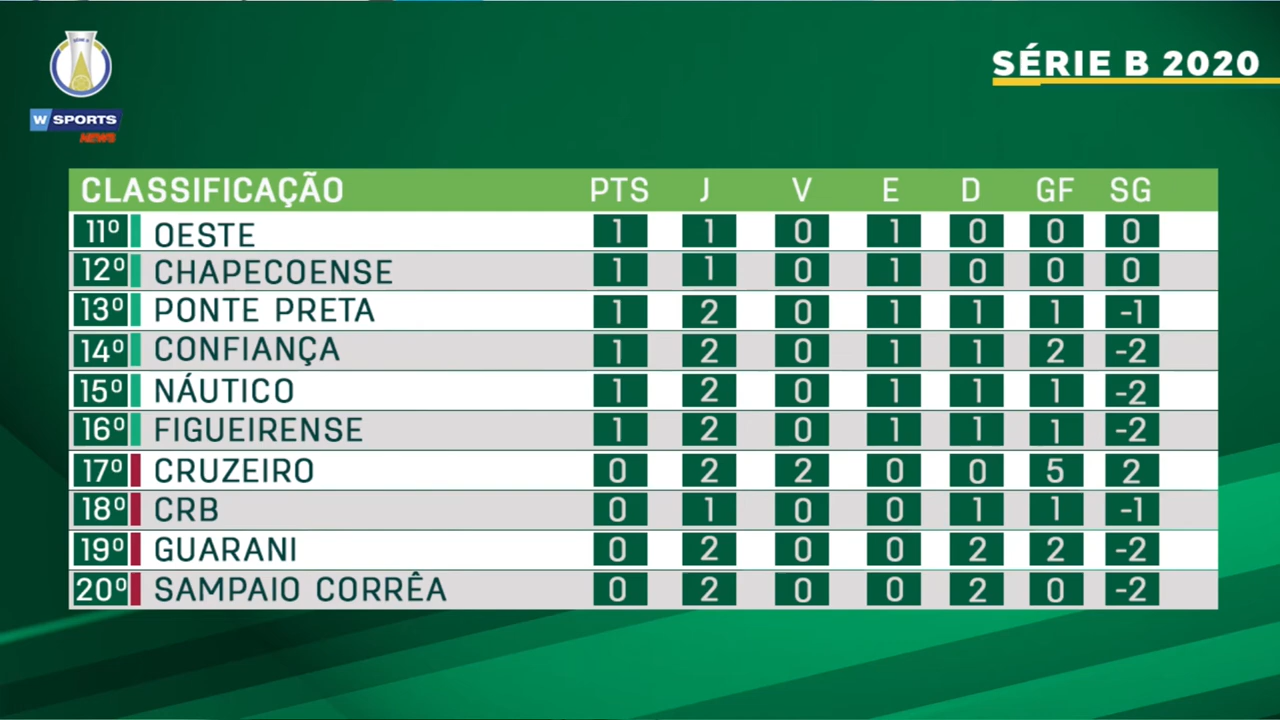 SÉRIE B
SÉRIE B 2020
W SPORTS
NEWS
CLASSIFICAÇÃO PTS J V E D GF SG
11º OESTE 1 1 0 1 0 0 0
12º CHAPECOENSE 1 1 0 1 0 0 0
13º PONTE PRETA 1 2 0 1 1 1 -1
14º CONFIANÇA 1 2 0 1 1 2 -2
15º NÁUTICO 1 2 0 1 1 1 -2
16º FIGUEIRENSE 1 2 0 1 1 1 -2
17º CRUZEIRO 0 2 2 0 0 5 2
18º CRB 0 1 0 0 1 1 -1
19º GUARANI 0 2 0 0 2 2 -2
20º SAMPAIO CORRÊA 0 2 0 0 2 0 -2